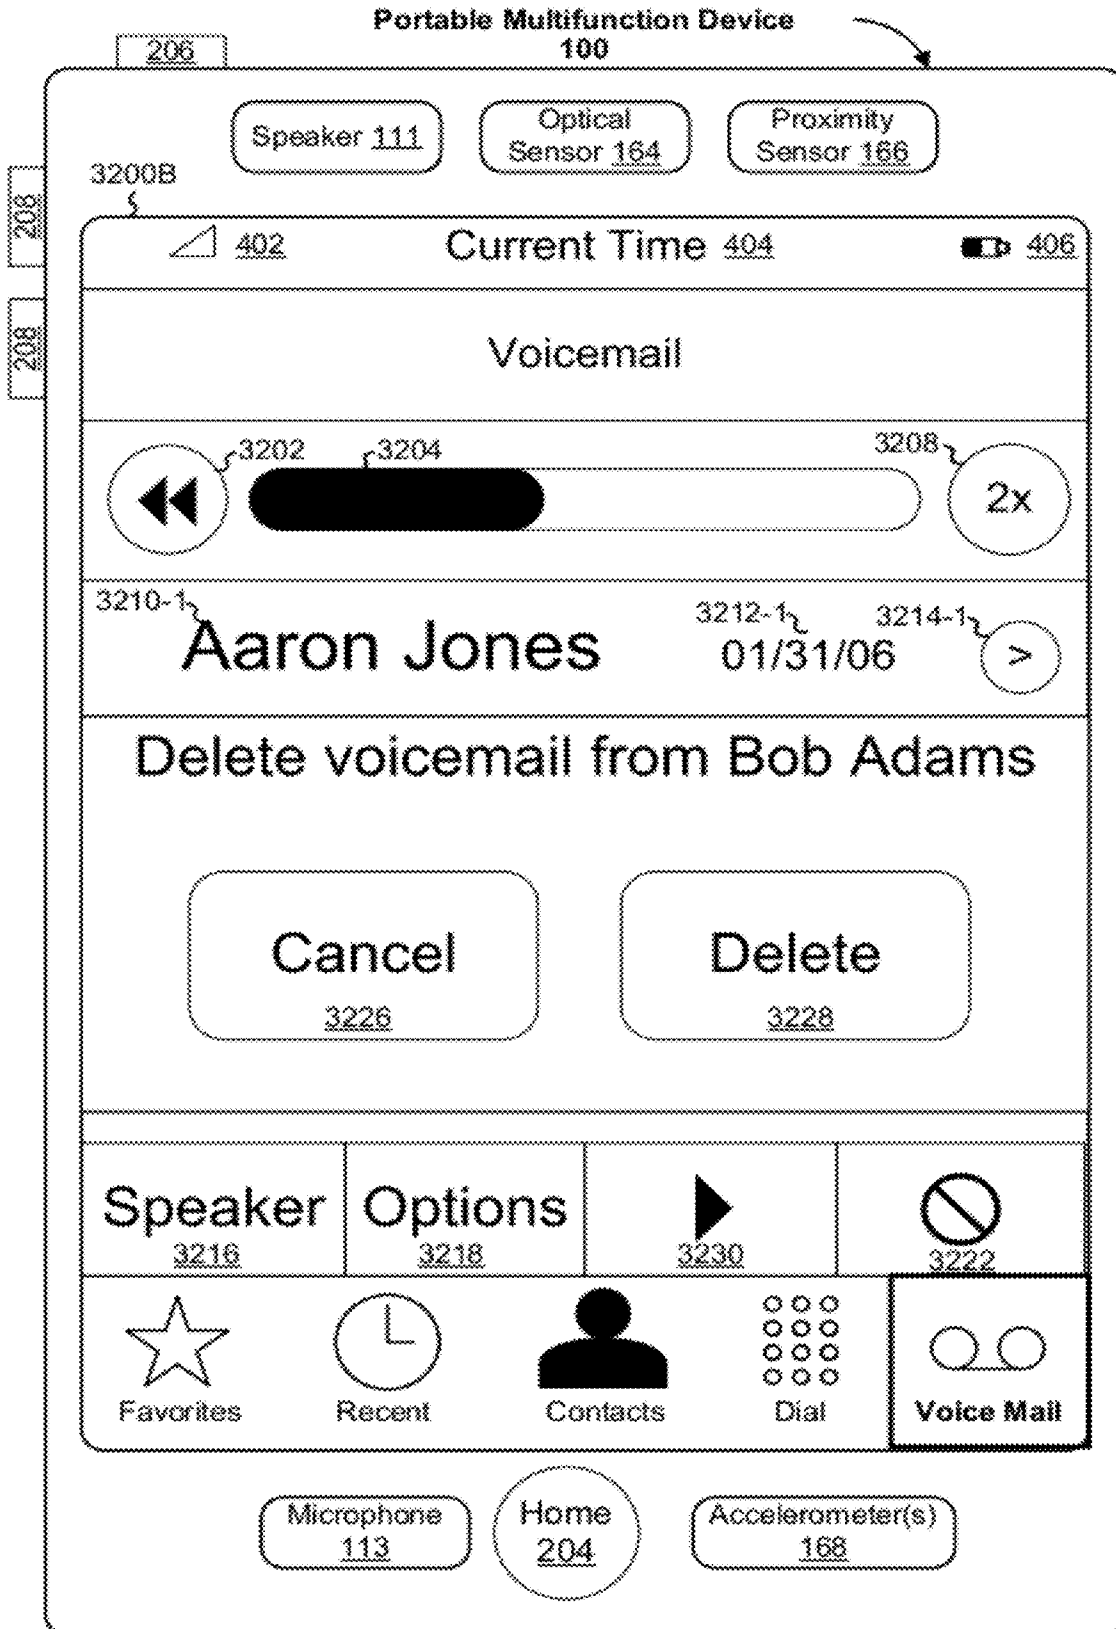 Portable Multifunction Device
100
206
Speaker 111
Optical
Sensor 164
Proximity
Sensor 166
3200B
208
208
402
Current Time 404
406
Voicemail
3202
3204
3208
2x
3210-1
Aaron Jones
3212-1
01/31/06
3214-1
>
Delete voicemail from Bob Adams
Cancel
3226
Delete
3228
Speaker
3216
Options
3218
3230
3222
Favorites
Recent
Contacts
Dial
Voice Mail
Microphone
113
Home
204
Accelerometer(s)
168